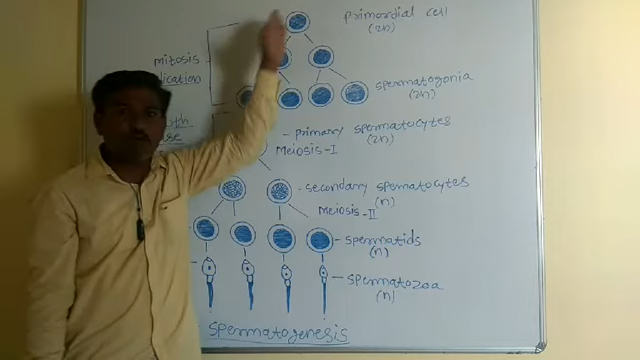 primordial cell
(2n)
mitosis
spermatogonia
(2n)
- primary spermatocytes
(2n)
Meiosis-I
- secondary spermatocytes
(n)
Meiosis-II
- spermatids
(n)
- spermatozoa
(n)
spermatogenesis